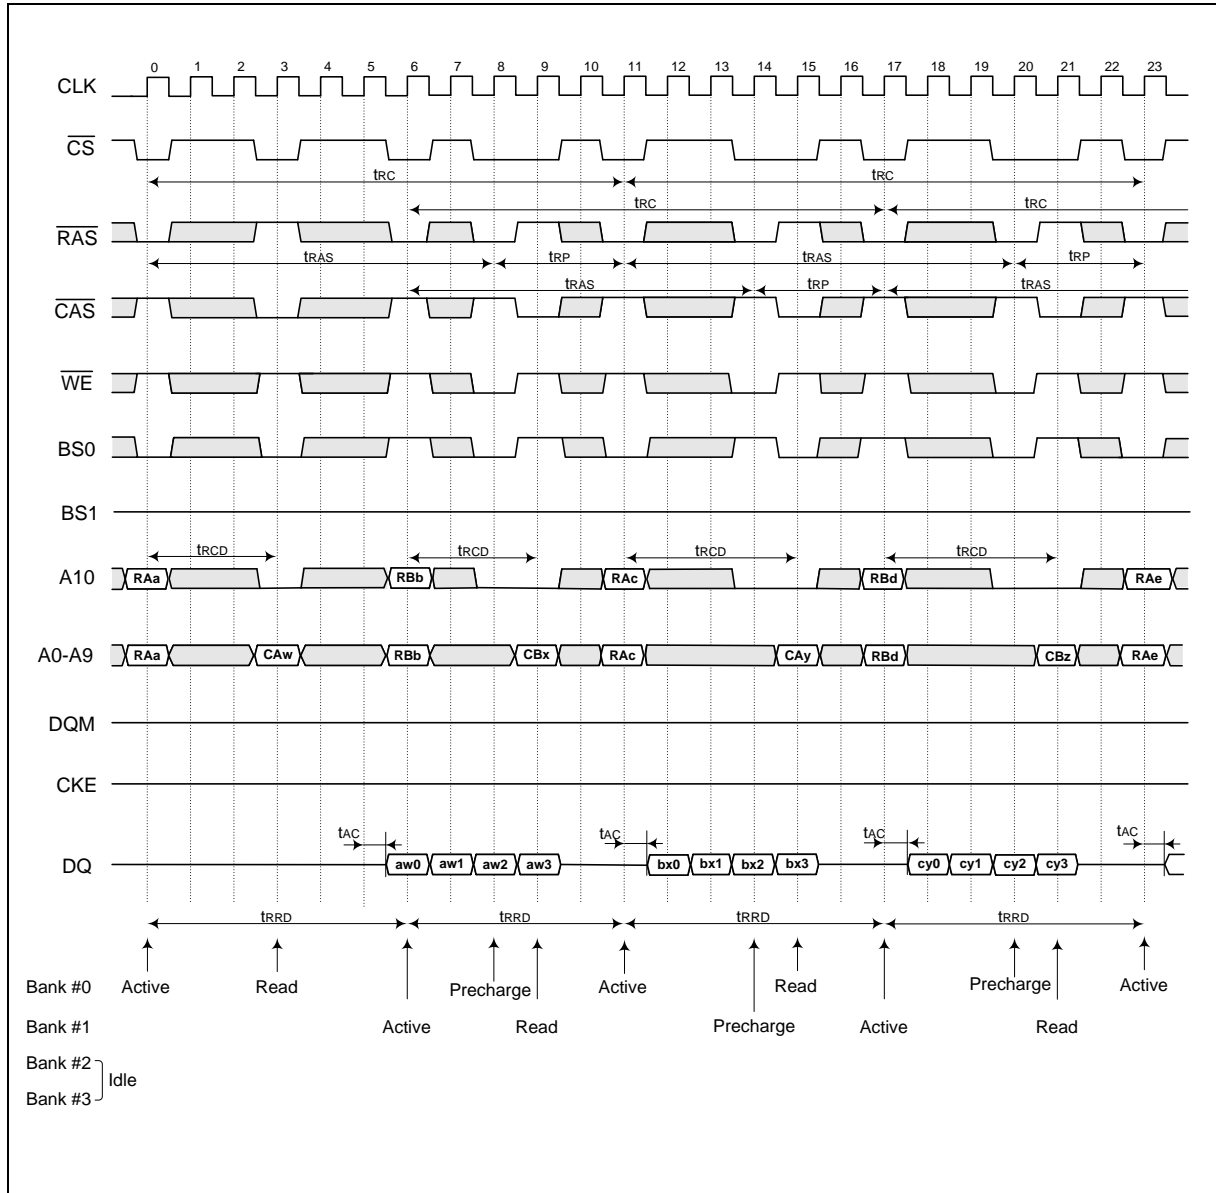 0 1 2 3 4 5 6 7 8 9 10 11 12 13 14 15 16 17 18 19 20 21 22 23
CLK
CS
tRC tRC
tRC tRC
RAS
tRAS tRP tRAS tRP
tRAS tRP tRAS
CAS
WE
BS0
BS1
tRCD tRCD tRCD tRCD
A10 RAa RBb RAc RBd RAe
A0-A9 RAa CAw RBb CBx RAc CAy RBd CBz RAe
DQM
CKE
tAC tAC tAC tAC
DQ aw0 aw1 aw2 aw3 bx0 bx1 bx2 bx3 cy0 cy1 cy2 cy3
tRRD tRRD tRRD tRRD
Bank #0 Active Read Precharge Active Read Precharge Active
Bank #1 Active Read Precharge Active Read
Bank #2
Idle
Bank #3